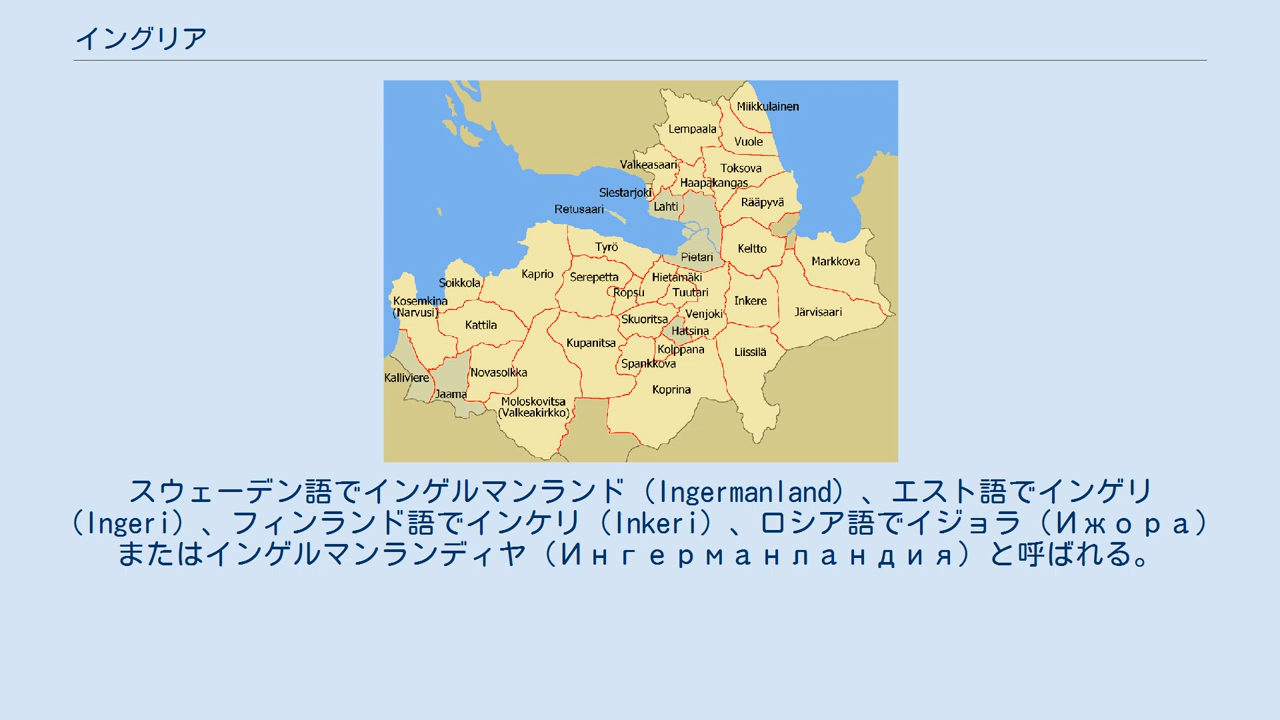 イングリア
Miikkulainen
Lempaala
Vuole
Valkeasaari
Toksova
Haapakangas
Siestarjoki
Lahti
Rääpyvä
Retusaari
Tyrö
Keltto
Pietari
Markkova
Kaprio
Serepetta
Hietamäki
Soikkola
Ropsu
Tuutari
Kosemkina
(Narvusi)
Inkere
Järvisaari
Skuoritsa
Venjoki
Kattila
Hatsina
Kupanitsa
Kolppana
Liissilä
Spankkova
Kalliviere
Novasolkka
Koprina
Jaama
Moloskovitsa
(Valkeakirkko)
スウェーデン語でインゲルマンランド（Ingermanland）、エスト語でインゲリ
（Ingeri）、フィンランド語でインケリ（Inkeri）、ロシア語でイジョラ（Ижора）
またはインゲルマンランディヤ（Ингерманландия）と呼ばれる。